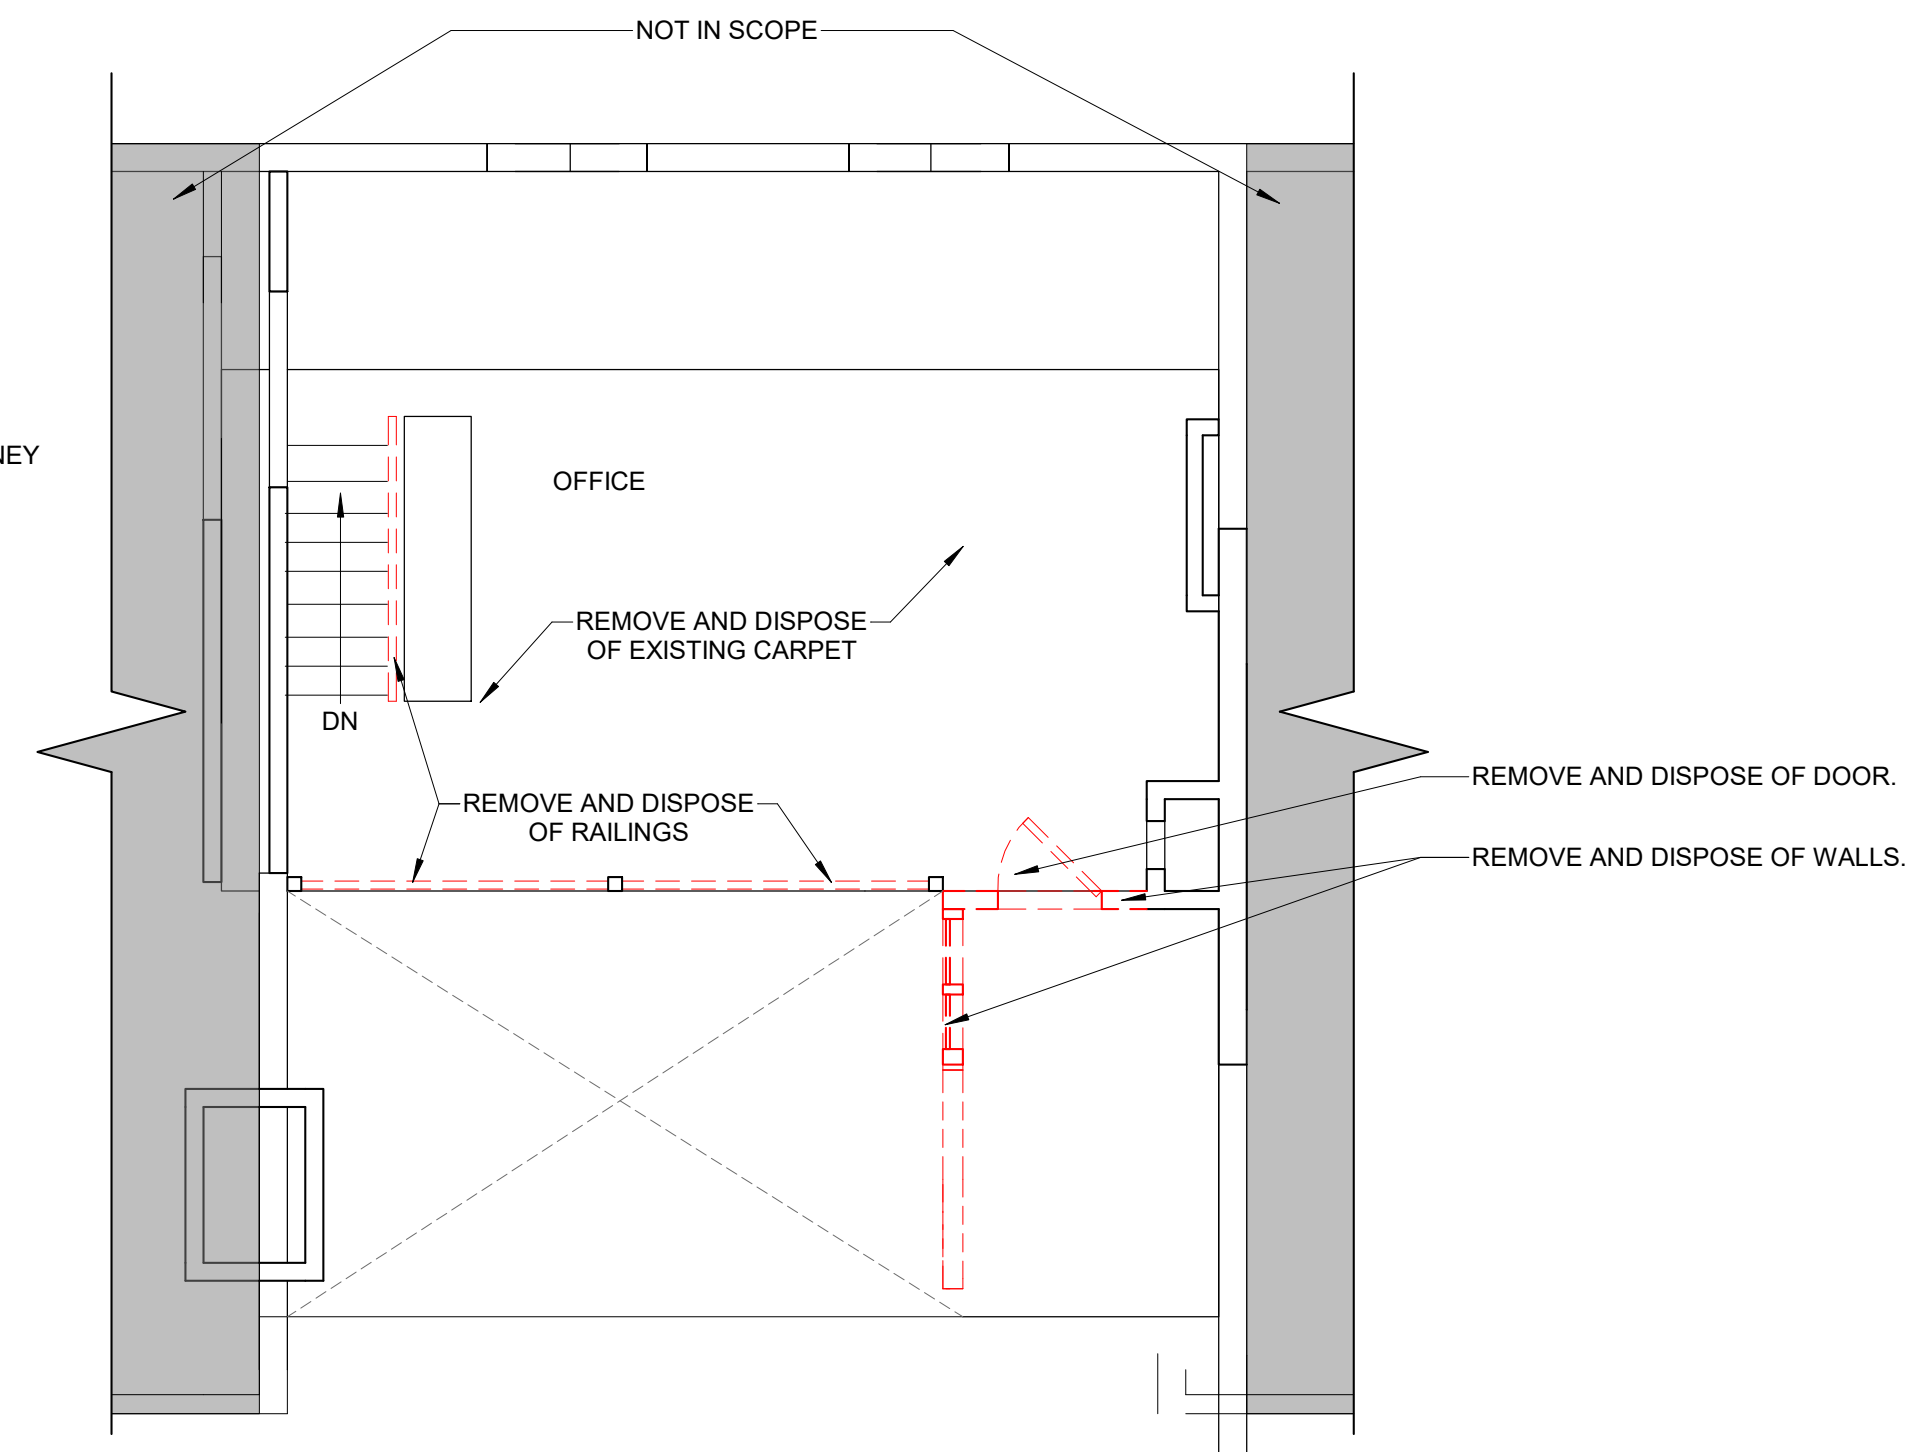 NOT IN SCOPE
NEY
OFFICE
REMOVE AND DISPOSE
OF EXISTING CARPET
DN
REMOVE AND DISPOSE
OF RAILINGS
REMOVE AND DISPOSE OF DOOR.
REMOVE AND DISPOSE OF WALLS.